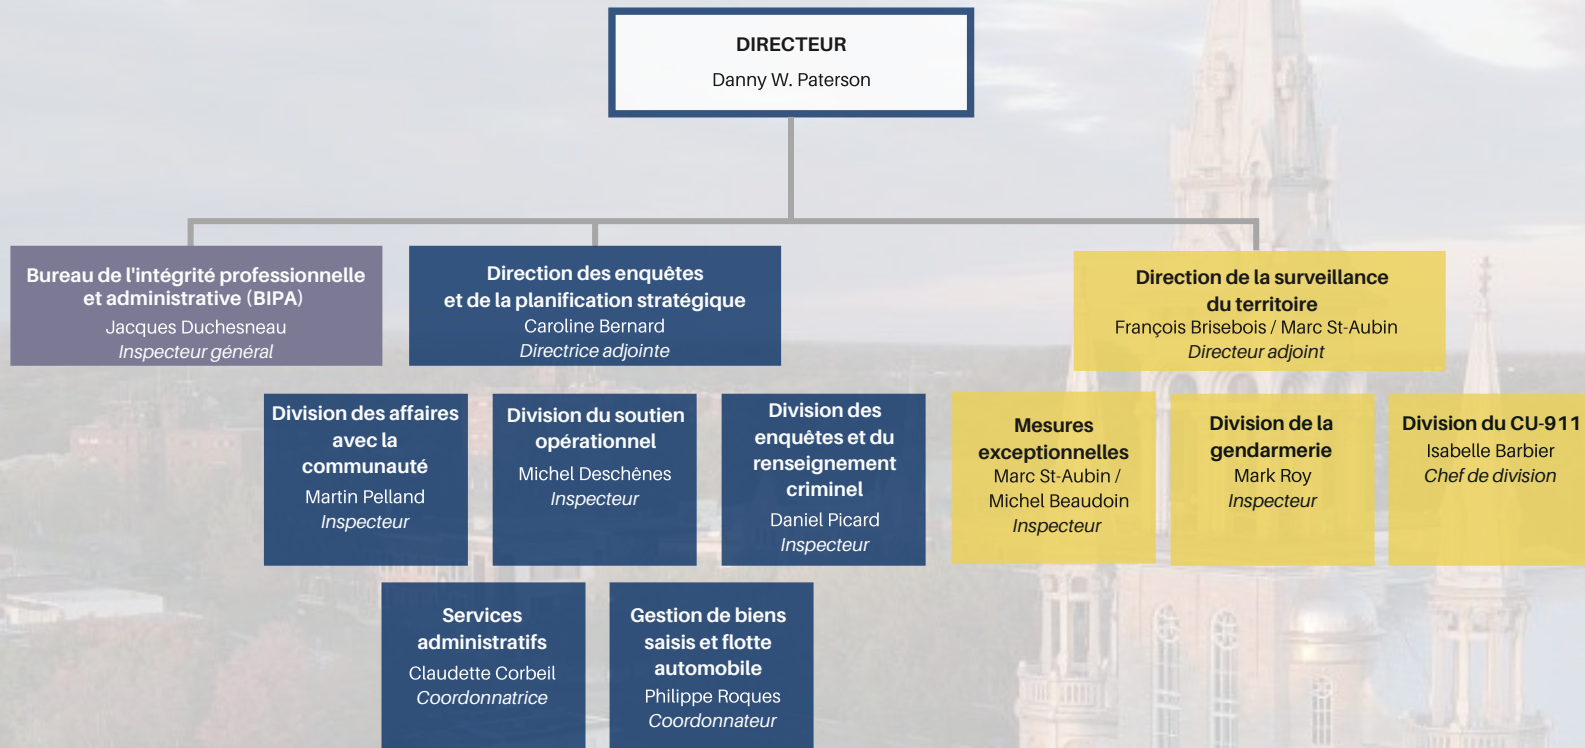 DIRECTEUR
Danny W. Paterson
Bureau de l'intégrité professionnelle
et administrative (BIPA)
Jacques Duchesneau
Inspecteur général
Direction des enquêtes
et de la planification stratégique
Caroline Bernard
Directrice adjointe
Direction de la surveillance
du territoire
François Brisebois / Marc St-Aubin
Directeur adjoint
Division des affaires
avec la
communauté
Martin Pelland
Inspecteur
Division du soutien
opérationnel
Michel Deschênes
Inspecteur
Division des
enquêtes et du
renseignement
criminel
Daniel Picard
Inspecteur
Mesures
exceptionnelles
Marc St-Aubin /
Michel Beaudoin
Inspecteur
Division de la
gendarmerie
Mark Roy
Inspecteur
Division du CU-911
Isabelle Barbier
Chef de division
Services
administratifs
Claudette Corbeil
Coordonnatrice
Gestion de biens
saisis et flotte
automobile
Philippe Roques
Coordonnateur